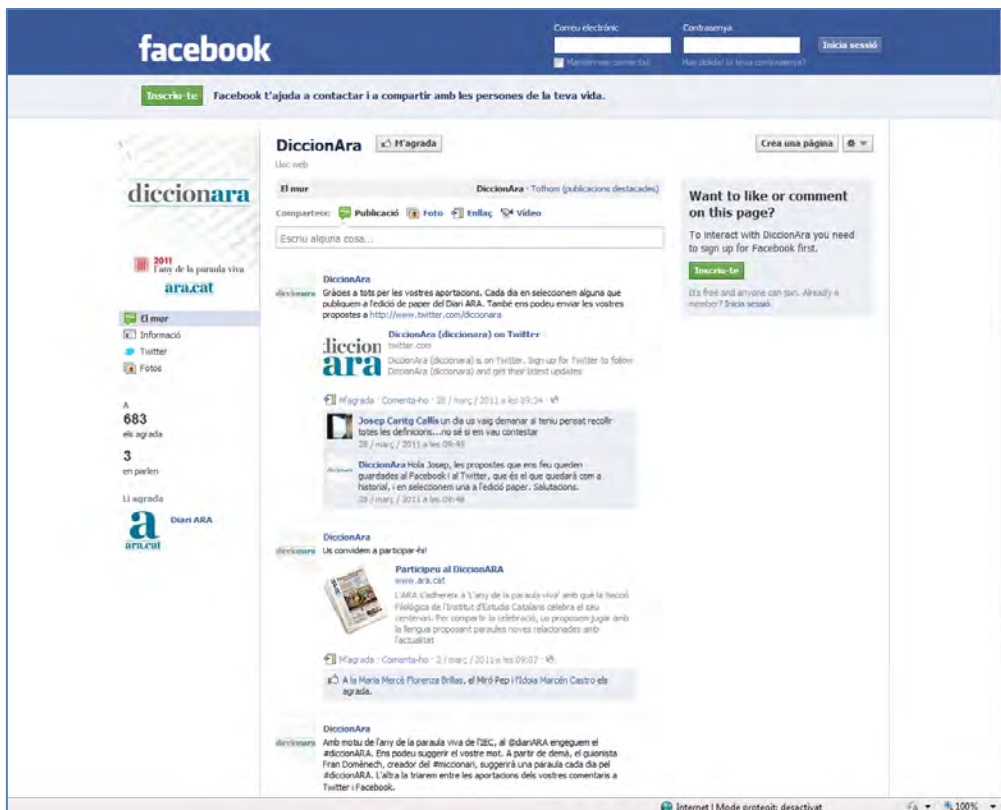 facebook
Correu electrònic
Contrasenya
Inicia sessió
Mantén-me connectat
Has oblidat la teva contrasenya?
Inscriu-te
Facebook t'ajuda a contactar i a compartir amb les persones de la teva vida.
diccionara
2011
l'any de la paraula viva
ara.cat
El mur
Informació
Twitter
Fotos
A
683
els agrada
3
en parlen
Li agrada
a
ara.cat
Diari ARA
DiccionAra
M'agrada
Lloc web
El mur
DiccionAra · Tothom (publicacions destacades)
Comparteix: Publicació Foto Enllaç Vídeo
Escriu alguna cosa...
DiccionAra
diccionara
Gràcies a tots per les vostres aportacions. Cada dia en seleccionem alguna que
publiquem a l'edició de paper del Diari ARA. També ens podeu enviar les vostres
propostes a http://www.twitter.com/diccionara
diccion
ara
DiccionAra (diccionara) on Twitter
twitter.com
DiccionAra (diccionara) is on Twitter. Sign up for Twitter to follow
DiccionAra (diccionara) and get their latest updates
M'agrada · Comenta-ho · 28 / març / 2011 a les 09:34 ·
Josep Caritg Callís un dia us vaig demanar si teniu pensat recollir
totes les definicions...no sé si em vau contestar
28 / març / 2011 a les 09:45
diccionara
DiccionAra Hola Josep, les propostes que ens feu queden
guardades al Facebook i al Twitter, que és el que quedarà com a
historial, i en seleccionem una a l'edició paper. Salutacions.
28 / març / 2011 a les 09:48
DiccionAra
diccionara
Us convidem a participar-hi!
Participeu al DiccionARA
www.ara.cat
L'ARA s'adhereix a 'L'any de la paraula viva' amb què la Secció
Filològica de l'Institut d'Estudis Catalans celebra el seu
centenari. Per compartir la celebració, us proposem jugar amb
la llengua proposant paraules noves relacionades amb
l'actualitat
M'agrada · Comenta-ho · 2 / març / 2011 a les 09:07 ·
A la Maria Mercè Florenza Brillas, el Miró Pep i l'Idoia Marcén Castro els
agrada.
DiccionAra
diccionara
Amb motiu de l'any de la paraula viva de l'IEC, al @diariARA engeguem el
#diccionARA. Ens podeu suggerir el vostre mot. A partir de demà, el guionista
Fran Domènech, creador del #miccionari, suggerirà una paraula cada dia pel
#diccionARA. L'altra la triarem entre les aportacions dels vostres comentaris a
Twitter i Facebook.
Crea una pàgina
Want to like or comment
on this page?
To interact with DiccionAra you need
to sign up for Facebook first.
Inscriu-te
It's free and anyone can join. Already a
member? Inicia sessió.
Internet | Mode protegit: desactivat
100%